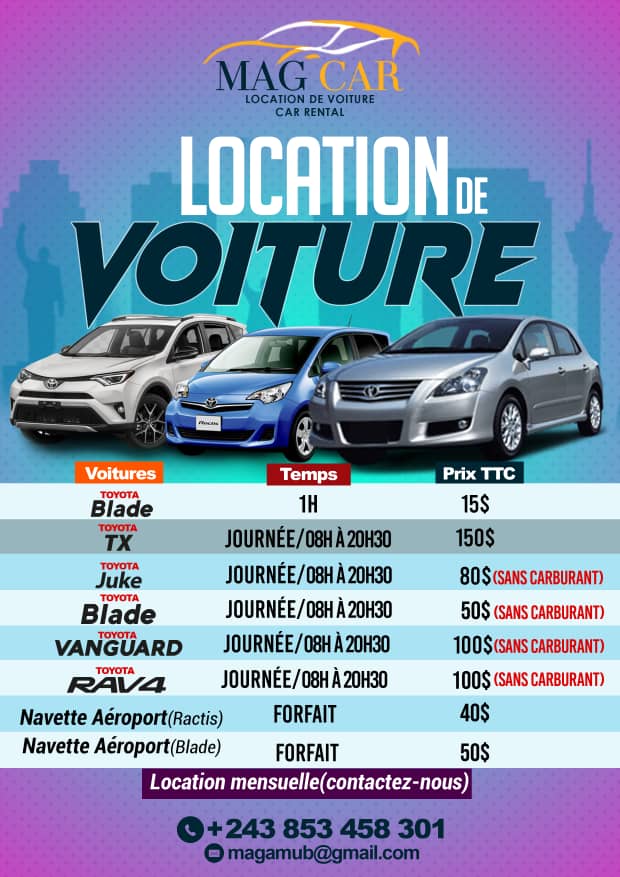 MAG CAR
LOCATION DE VOITURE
CAR RENTAL
LOCATION DE
VOITURE
Ractis
Voitures Temps Prix TTC
TOYOTA
Blade 1H 15$
TOYOTA
TX JOURNÉE/08H À 20H30 150$
TOYOTA
Juke JOURNÉE/08H À 20H30 80$(SANS CARBURANT)
TOYOTA
Blade JOURNÉE/08H À 20H30 50$(SANS CARBURANT)
TOYOTA
VANGUARD JOURNÉE/08H À 20H30 100$(SANS CARBURANT)
TOYOTA
RAV4 JOURNÉE/08H À 20H30 100$(SANS CARBURANT)
Navette Aéroport(Ractis) FORFAIT 40$
Navette Aéroport(Blade) FORFAIT 50$
Location mensuelle(contactez-nous)
+243 853 458 301
magamub@gmail.com